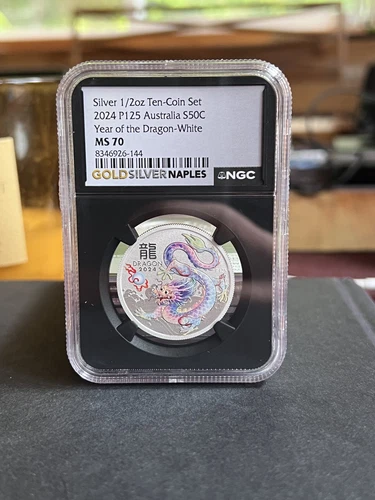 Silver 1/2oz Ten-Coin Set
2024 P125 Australia S50C
Year of the Dragon-White
MS 70
8346926-144
GOLDSILVERNAPLES
NGC
龍
DRAGON
2024